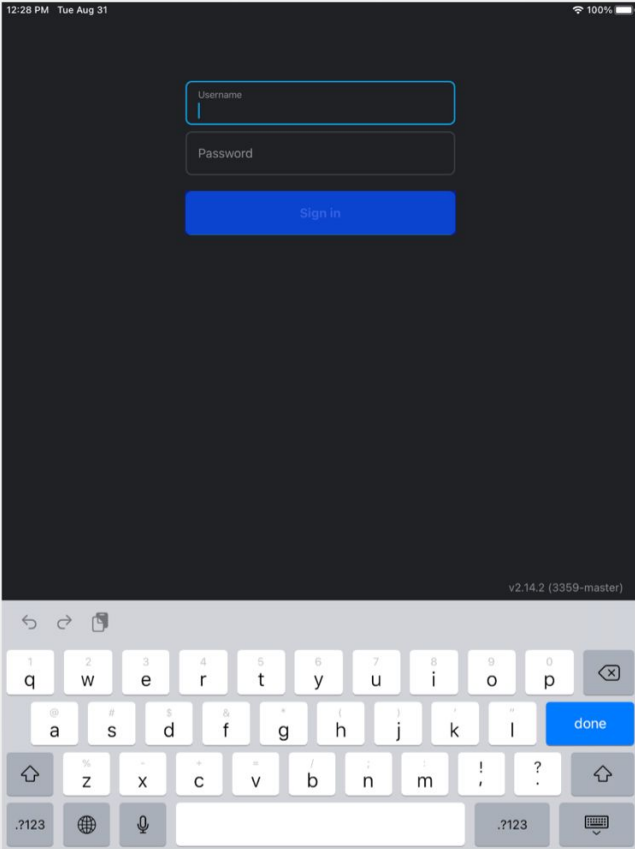 12:28 PM Tue Aug 31 100%
Username
Password
Sign in
v2.14.2 (3359-master)
1 2 3 4 5 6 7 8 9 0
q w e r t y u i o p
@ # $ & * ( ) ' "
a s d f g h j k l done
% - + = / ; : ! ?
z x c v b n m , .
.?123 .?123